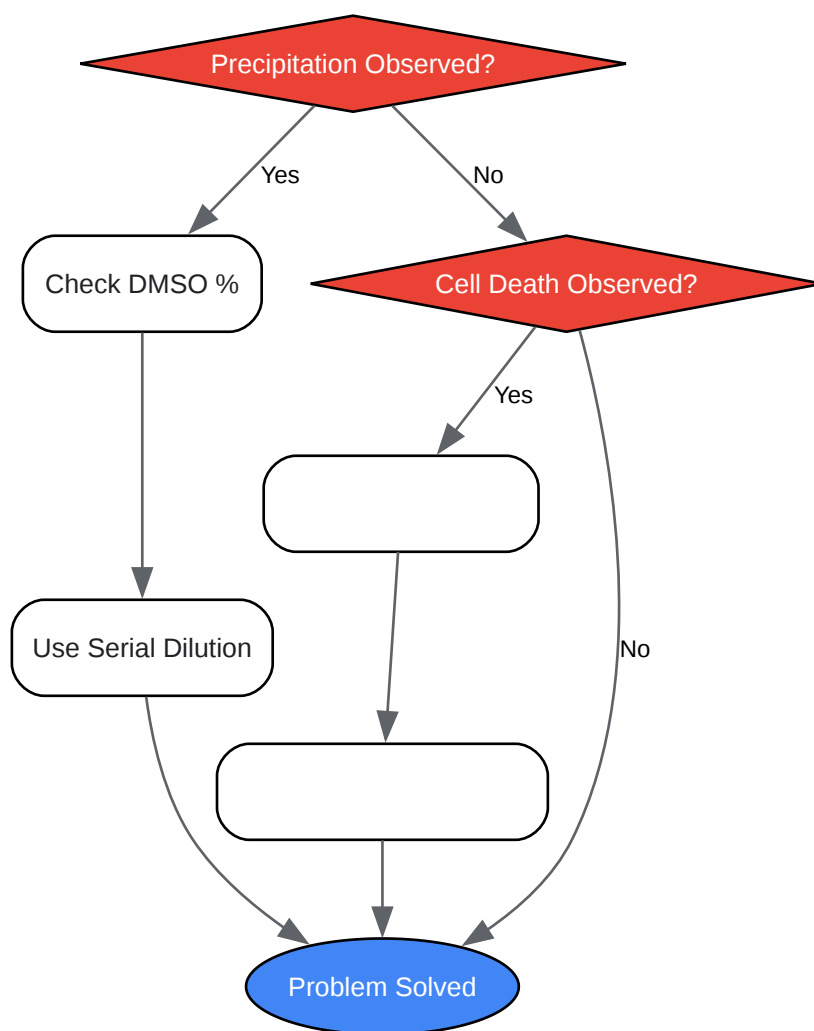 Precipitation Observed?
Yes
No
Check DMSO %
Cell Death Observed?
Yes
Use Serial Dilution
No
Problem Solved